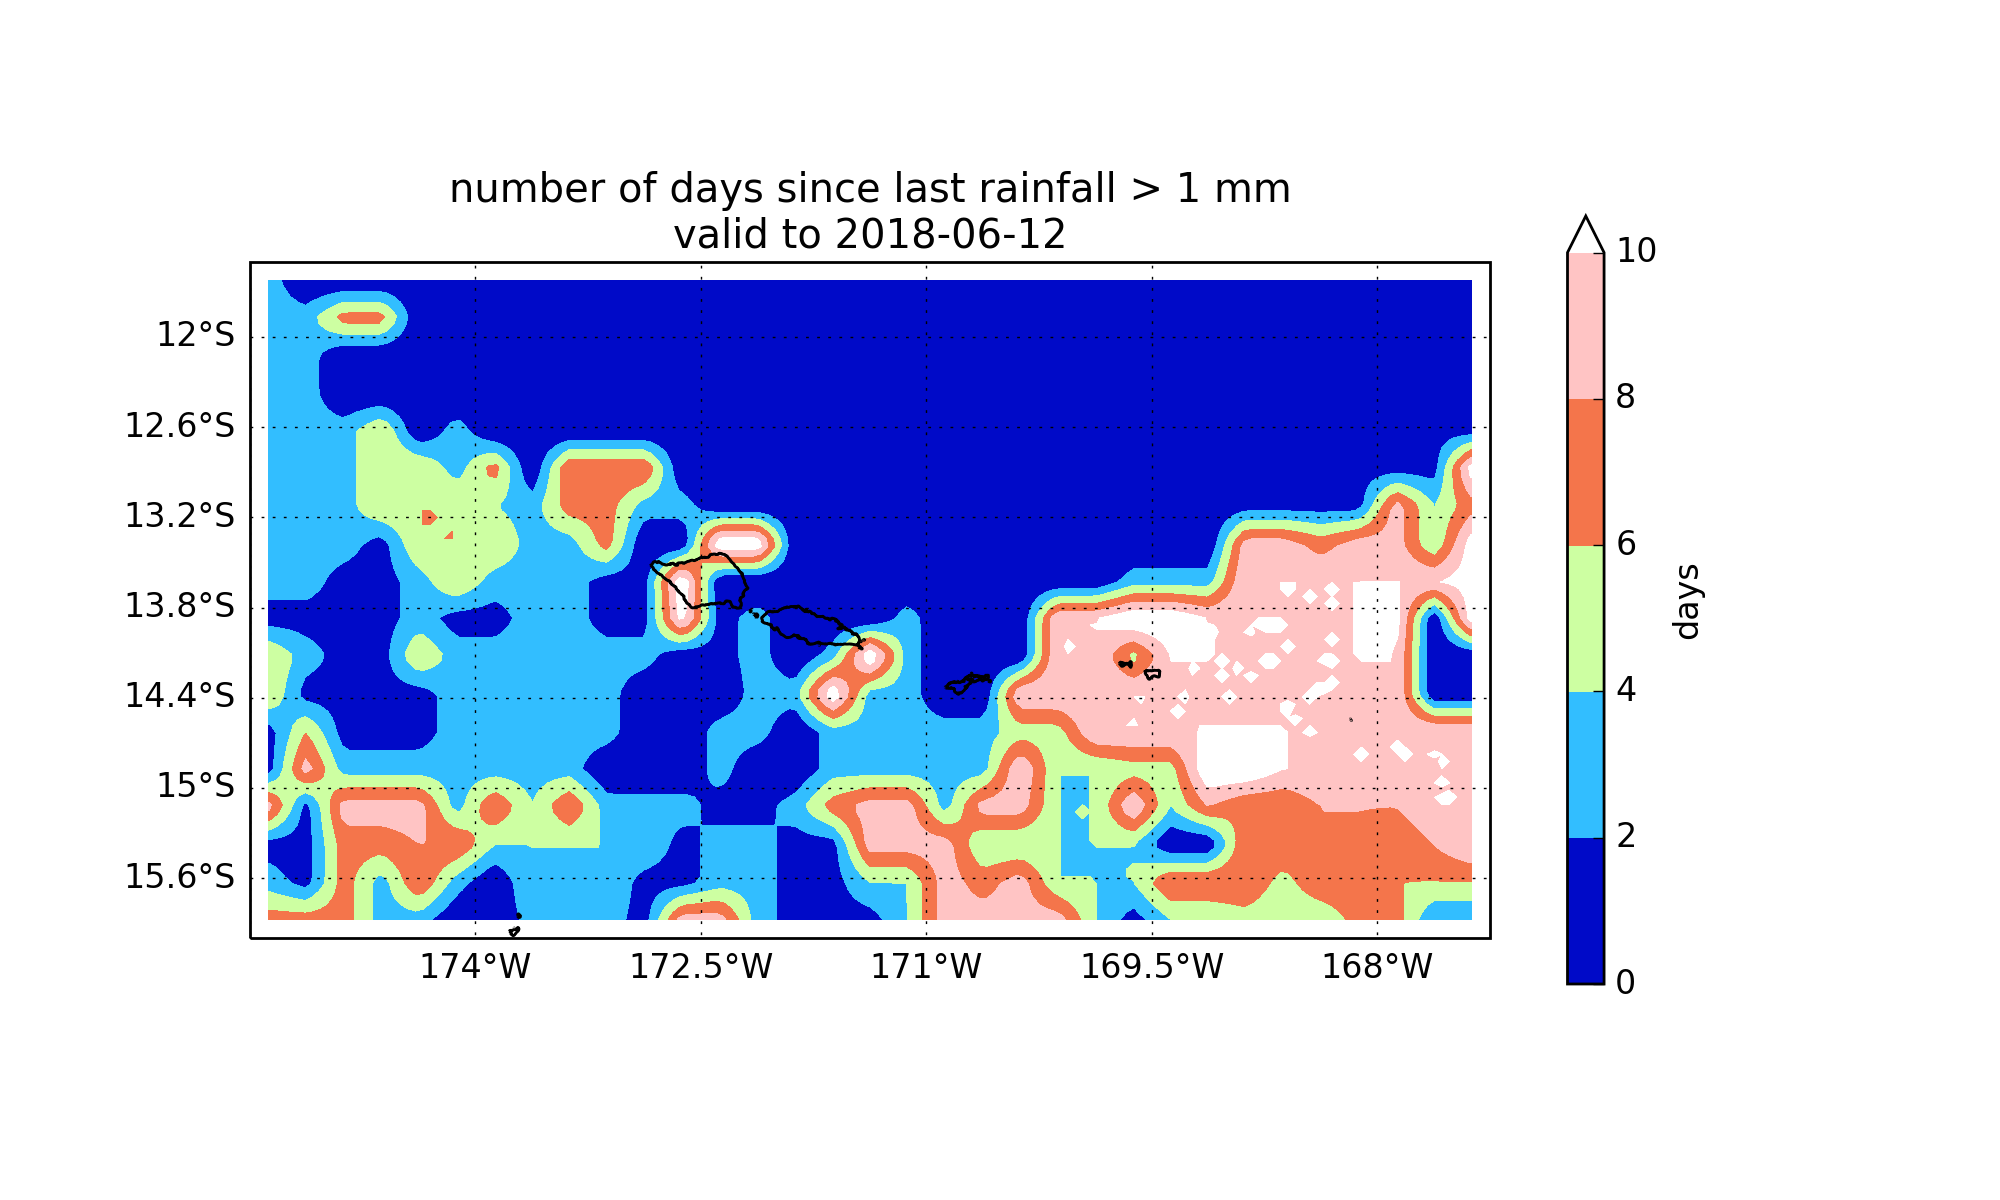 number of days since last rainfall > 1 mm
valid to 2018-06-12
12°S
12.6°S
13.2°S
13.8°S
14.4°S
15°S
15.6°S
174°W
172.5°W
171°W
169.5°W
168°W
10
8
6
4
2
0
days